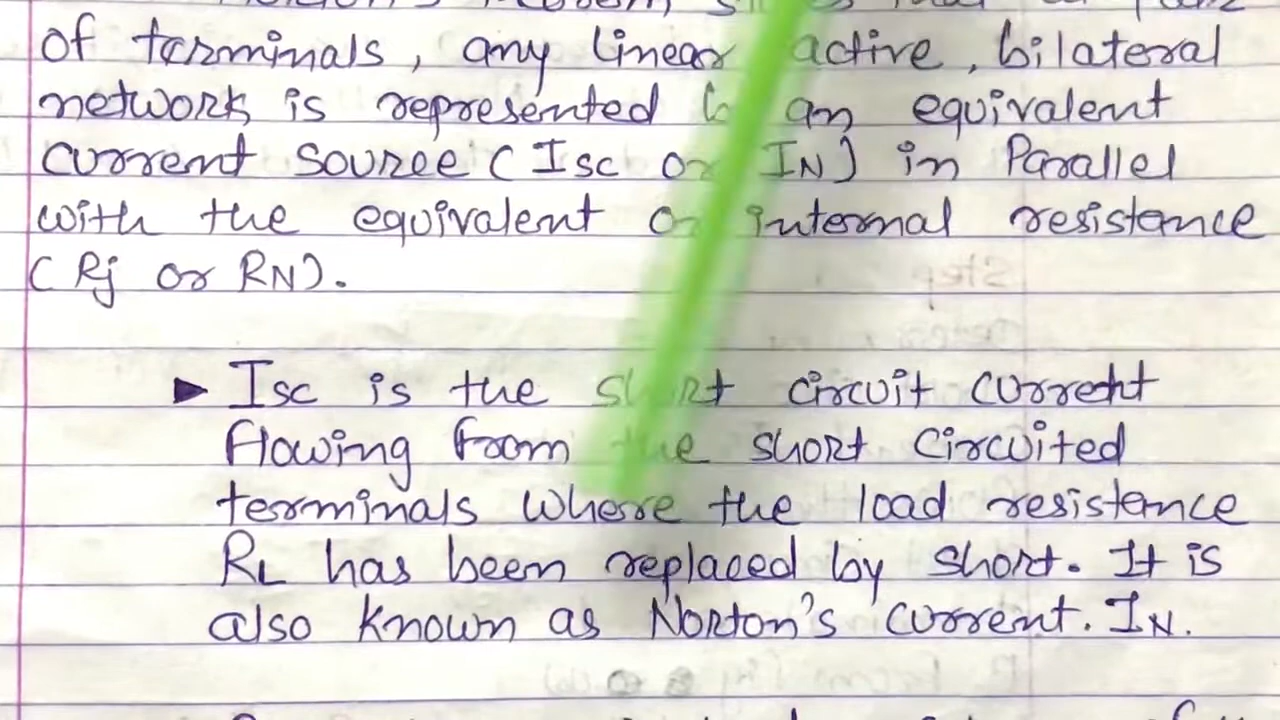 of terminals, any linear active, bilateral
network is represented an equivalent
current source (Isc or IN) in Parallel
with the equivalent or internal resistance
(Rj or RN).
▶ Isc is the short circuit current
flowing from the short circuited
terminals where the load resistance
RL has been replaced by short. It is
also known as Norton's current. IN.